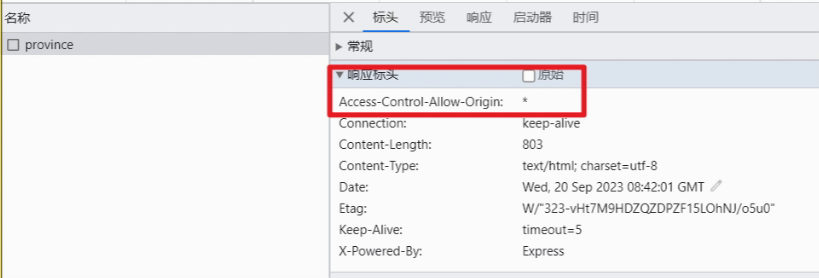 名称
province
标头 预览 响应 启动器 时间
常规
响应标头 原始
Access-Control-Allow-Origin: *
Connection: keep-alive
Content-Length: 803
Content-Type: text/html; charset=utf-8
Date: Wed, 20 Sep 2023 08:42:01 GMT
Etag: W/"323-vHt7M9HDZQZDPZF15LOhNJ/o5u0"
Keep-Alive: timeout=5
X-Powered-By: Express